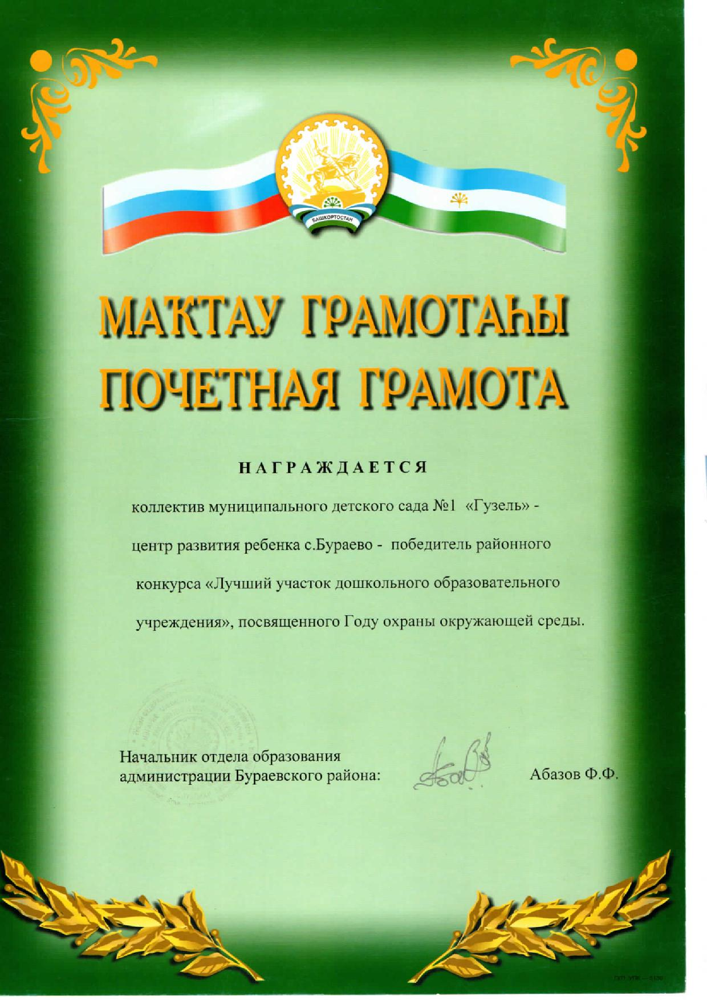 БАШКОРТОСТАН
МАҠТАУ ГРАМОТАҺЫ
ПОЧЕТНАЯ ГРАМОТА
НАГРАЖДАЕТСЯ
коллектив муниципального детского сада №1 «Гузель» -
центр развития ребенка с.Бураево - победитель районного
конкурса «Лучший участок дошкольного образовательного
учреждения», посвященного Году охраны окружающей среды.
Начальник отдела образования
администрации Бураевского района:
Абазов Ф.Ф.